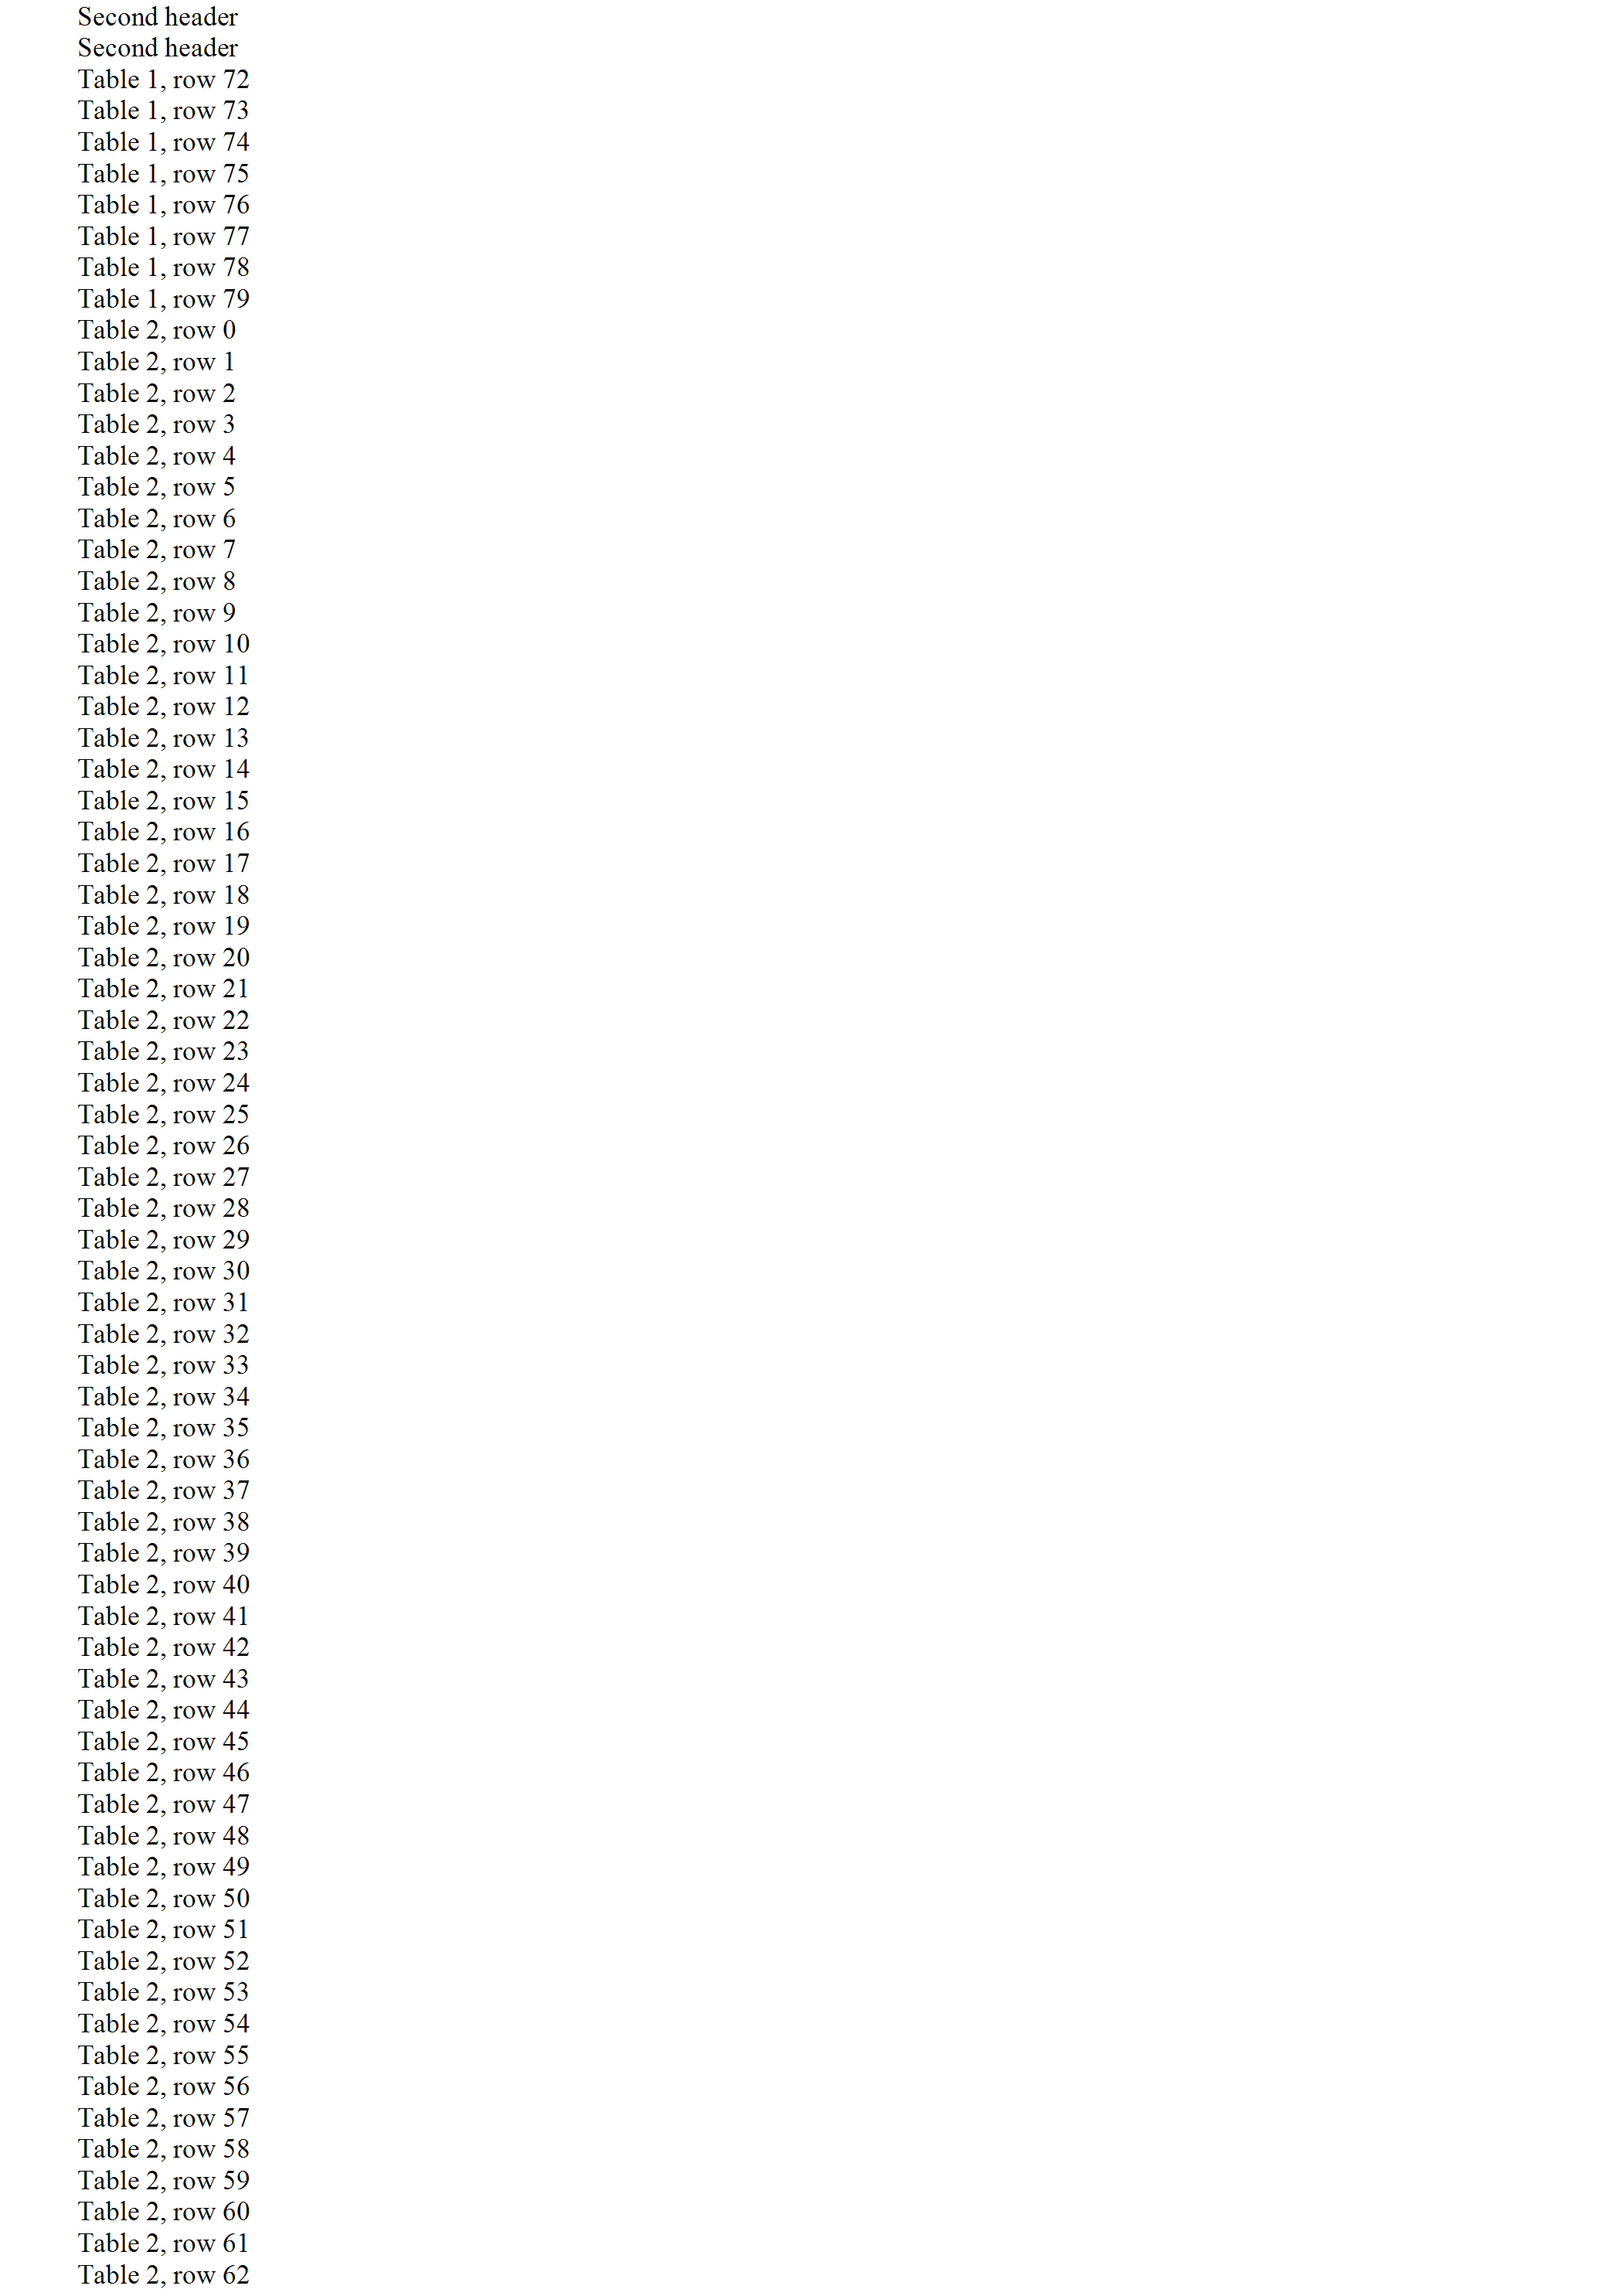 Second header
Second header
Table 1, row 72
Table 1, row 73
Table 1, row 74
Table 1, row 75
Table 1, row 76
Table 1, row 77
Table 1, row 78
Table 1, row 79
Table 2, row 0
Table 2, row 1
Table 2, row 2
Table 2, row 3
Table 2, row 4
Table 2, row 5
Table 2, row 6
Table 2, row 7
Table 2, row 8
Table 2, row 9
Table 2, row 10
Table 2, row 11
Table 2, row 12
Table 2, row 13
Table 2, row 14
Table 2, row 15
Table 2, row 16
Table 2, row 17
Table 2, row 18
Table 2, row 19
Table 2, row 20
Table 2, row 21
Table 2, row 22
Table 2, row 23
Table 2, row 24
Table 2, row 25
Table 2, row 26
Table 2, row 27
Table 2, row 28
Table 2, row 29
Table 2, row 30
Table 2, row 31
Table 2, row 32
Table 2, row 33
Table 2, row 34
Table 2, row 35
Table 2, row 36
Table 2, row 37
Table 2, row 38
Table 2, row 39
Table 2, row 40
Table 2, row 41
Table 2, row 42
Table 2, row 43
Table 2, row 44
Table 2, row 45
Table 2, row 46
Table 2, row 47
Table 2, row 48
Table 2, row 49
Table 2, row 50
Table 2, row 51
Table 2, row 52
Table 2, row 53
Table 2, row 54
Table 2, row 55
Table 2, row 56
Table 2, row 57
Table 2, row 58
Table 2, row 59
Table 2, row 60
Table 2, row 61
Table 2, row 62